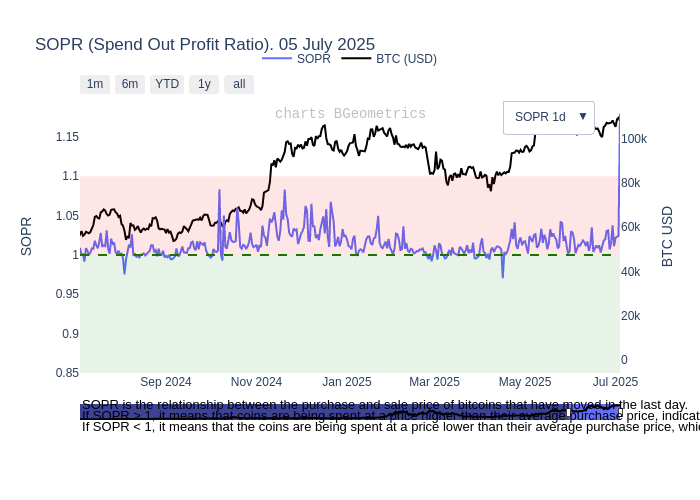 SOPR (Spend Out Profit Ratio). 05 July 2025
SOPR BTC (USD)
1m 6m YTD 1y all
charts BGeometrics
SOPR 1d ▼
1.15
1.1
1.05
1
0.95
0.9
0.85
SOPR
100k
80k
60k
40k
20k
0
BTC USD
Sep 2024 Nov 2024 Jan 2025 Mar 2025 May 2025 Jul 2025
SOPR is the relationship between the purchase and sale price of bitcoins that have moved in the last day.
If SOPR > 1, it means that coins are being spent at a price higher than their average purchase price, indicat
If SOPR < 1, it means that the coins are being spent at a price lower than their average purchase price, whi